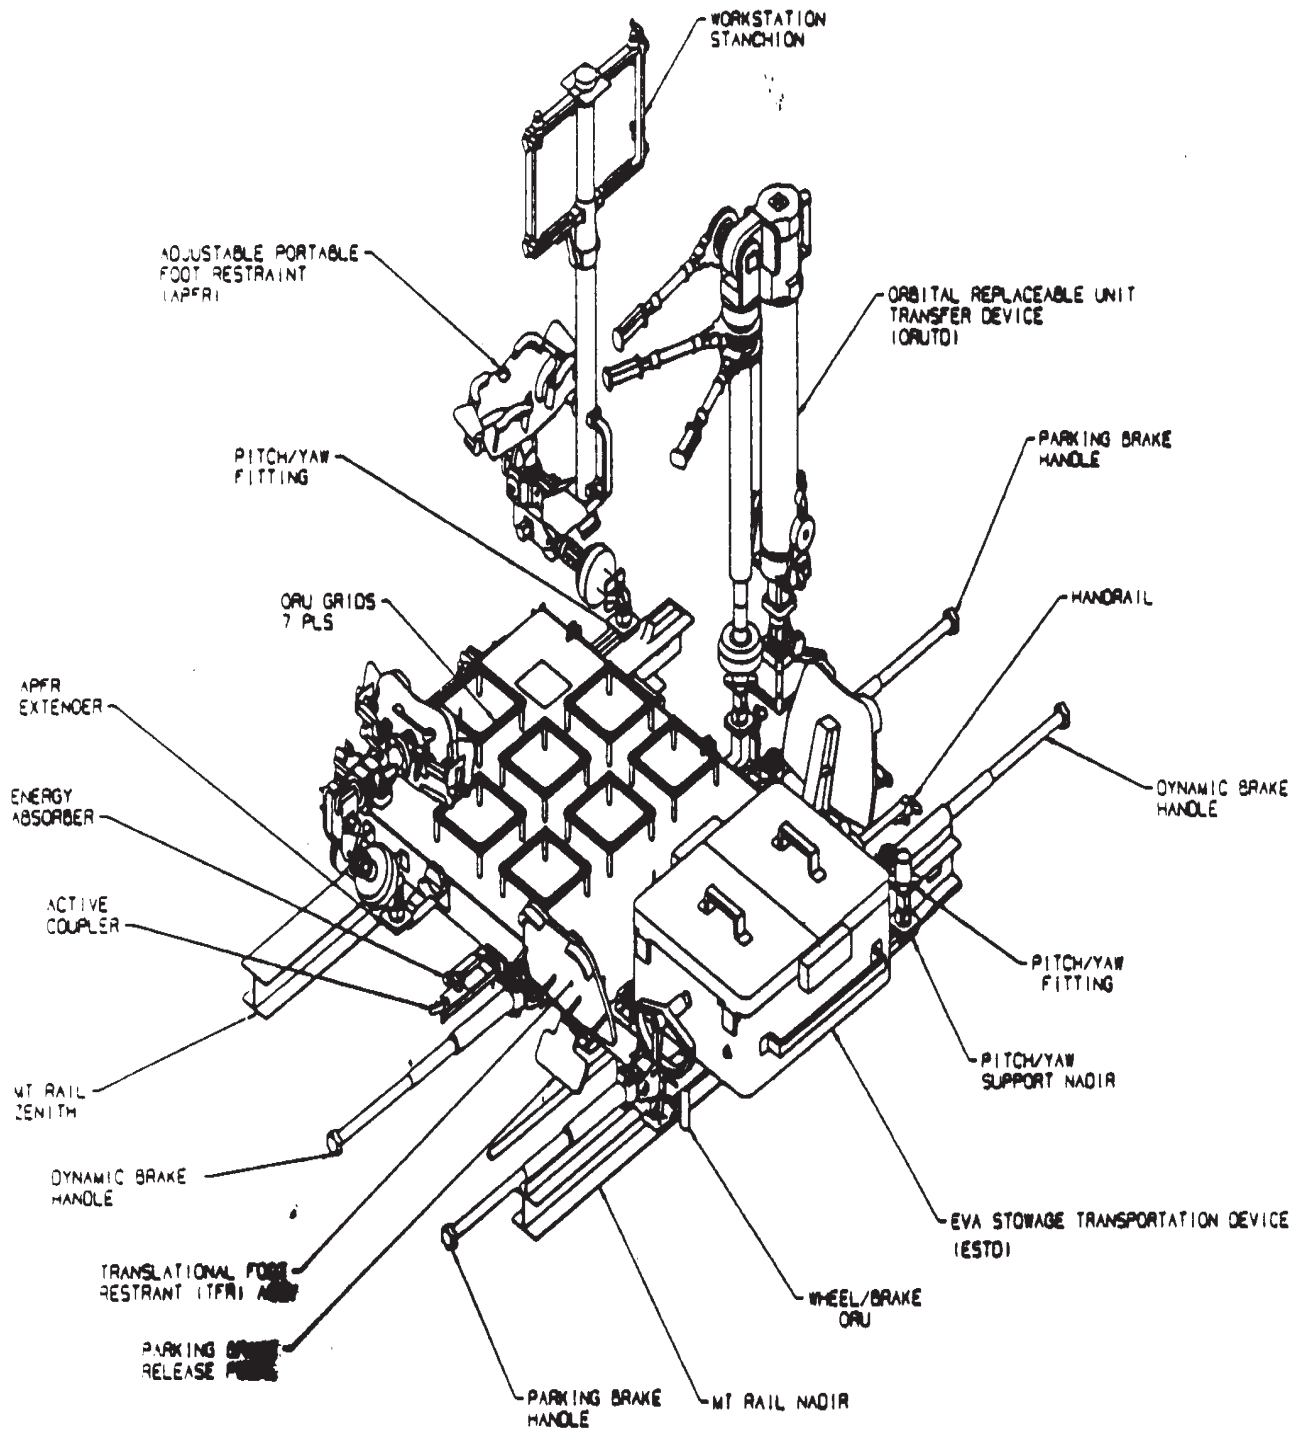 WORKSTATION
STANCHION
ADJUSTABLE PORTABLE
FOOT RESTRAINT
(APFR)
ORBITAL REPLACEABLE UNIT
TRANSFER DEVICE
(ORUTD)
PITCH/YAW
FITTING
PARKING BRAKE
HANDLE
ORU GRIDS
7 PLS
HANDRAIL
APFR
EXTENDER
ENERGY
ABSORBER
DYNAMIC BRAKE
HANDLE
ACTIVE
COUPLER
PITCH/YAW
FITTING
PITCH/YAW
SUPPORT NADIR
MT RAIL
ZENITH
DYNAMIC BRAKE
HANDLE
EVA STOWAGE TRANSPORTATION DEVICE
(ESTD)
TRANSLATIONAL FOOT
RESTRANT (TFR)
WHEEL/BRAKE
ORU
PARKING
RELEASE
PARKING BRAKE
HANDLE
MT RAIL NADIR